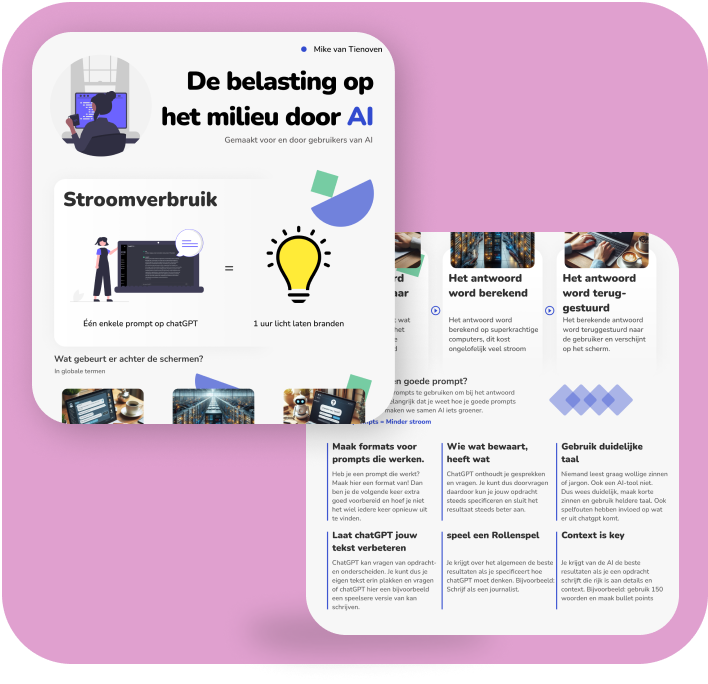 Mike van Tienoven
De belasting op
het milieu door AI
Gemaakt voor en door gebruikers van AI
Stroomverbruik
=
Één enkele prompt op chatGPT
1 uur licht laten branden
Wat gebeurt er achter de schermen?
In globale termen
Het antwoord
word berekend
Het antwoord word
berekend op superkrachtige
computers, dit kost
ongelofelijk veel stroom
Het antwoord
word terug-
gestuurd
Het berekende antwoord
word teruggestuurd naar
de gebruiker en verschijnt
op het scherm.
wat
het
en goede prompt?
prompts te gebruiken om bij het antwoord
elangrijk dat je weet hoe je goede prompts
maken we samen AI iets groener.
= Minder stroom
Maak formats voor
prompts die werken.
Heb je een prompt die werkt?
Maak hier een format van! Dan
ben je de volgende keer extra
goed voorbereid en hoef je niet
het wiel iedere keer opnieuw uit
te vinden.
Wie wat bewaart,
heeft wat
ChatGPT onthoudt je gesprekken
en vragen. Je kunt dus doorvragen
daardoor kun je jouw opdracht
steeds specificeren en sluit het
resultaat steeds beter aan.
Gebruik duidelijke
taal
Niemand leest graag wollige zinnen
of jargon. Ook een AI-tool niet.
Dus wees duidelijk, maak korte
zinnen en gebruik heldere taal. Ook
spelfouten hebben invloed op wat
er uit chatgpt komt.
Laat chatGPT jouw
tekst verbeteren
ChatGPT kan vragen van opdracht-
en onderscheiden. Je kunt dus je
eigen tekst erin plakken en vragen
of chatGPT hier een bijvoorbeeld
een speelsere versie van kan
schrijven.
speel een Rollenspel
Je krijgt over het algemeen de beste
resultaten als je specificeert hoe
chatGPT moet denken. Bijvoorbeeld:
Schrijf als een journalist.
Context is key
Je krijgt van de AI de beste
resultaten als je een opdracht
schrijft die rijk is aan details en
context. Bijvoorbeeld: gebruik 150
woorden en maak bullet points